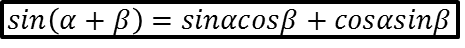 sin(α + β) = sinαcosβ + cosαsinβ